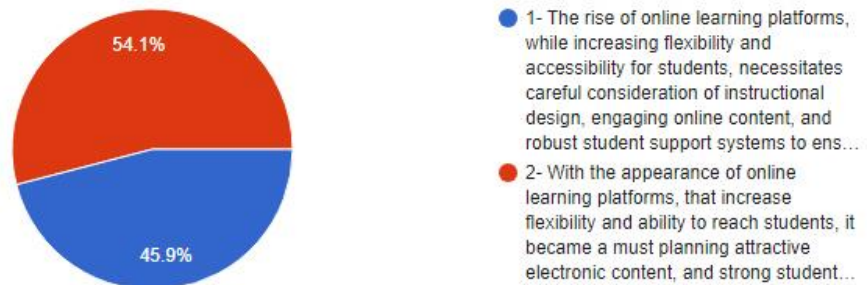 54.1%
45.9%
1- The rise of online learning platforms,
while increasing flexibility and
accessibility for students, necessitates
careful consideration of instructional
design, engaging online content, and
robust student support systems to ens…
2- With the appearance of online
learning platforms, that increase
flexibility and ability to reach students, it
became a must planning attractive
electronic content, and strong student…